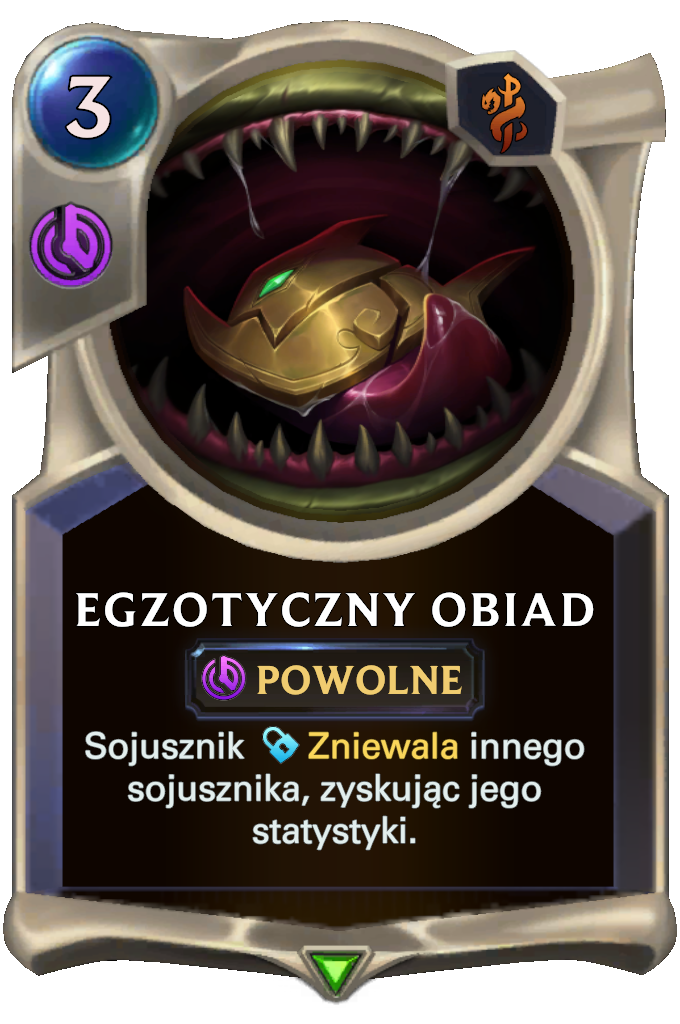 3
EGZOTYCZNY OBIAD
POWOLNE
Sojusznik Zniewala innego
sojusznika, zyskując jego
statystyki.